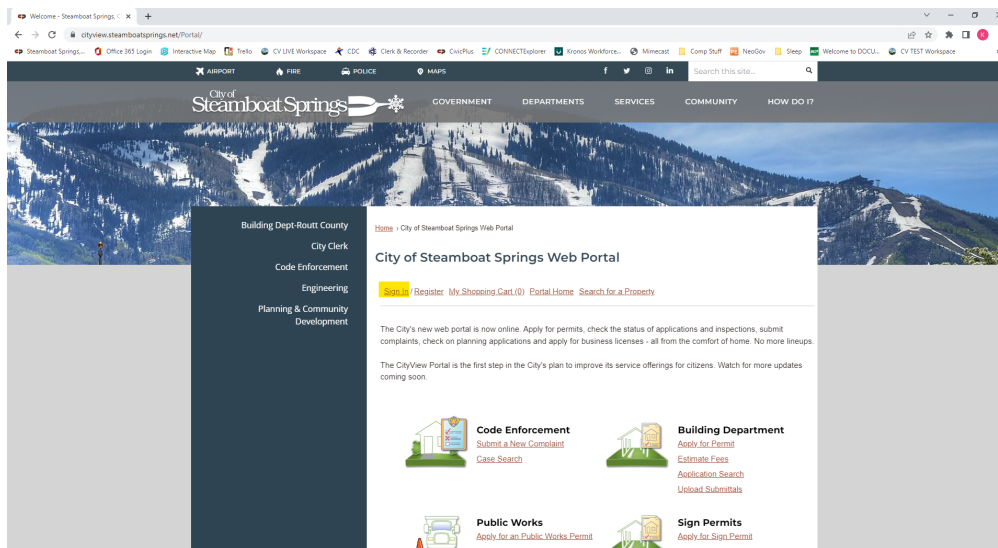 Welcome - Steamboat Springs, C
cityview.steamboatsprings.net/Portal/
Steamboat Springs,... Office 365 Login Interactive Map Trello CV LIVE Workspace CDC Clerk & Recorder CivicPlus CONNECTExplorer Kronos Workforce... Mimecast Comp Stuff NeoGov Sleep Welcome to DOCU... CV TEST Workspace
AIRPORT FIRE POLICE MAPS Search this site...
City of
Steamboat Springs
GOVERNMENT DEPARTMENTS SERVICES COMMUNITY HOW DO I?
Building Dept-Routt County
City Clerk
Code Enforcement
Engineering
Planning & Community
Development
Home › City of Steamboat Springs Web Portal
City of Steamboat Springs Web Portal
Sign In / Register My Shopping Cart (0) Portal Home Search for a Property
The City's new web portal is now online. Apply for permits, check the status of applications and inspections, submit
complaints, check on planning applications and apply for business licenses - all from the comfort of home. No more lineups.
The CityView Portal is the first step in the City's plan to improve its service offerings for citizens. Watch for more updates
coming soon.
Code Enforcement
Submit a New Complaint
Case Search
Building Department
Apply for Permit
Estimate Fees
Application Search
Upload Submittals
Public Works
Apply for an Public Works Permit
Sign Permits
Apply for Sign Permit